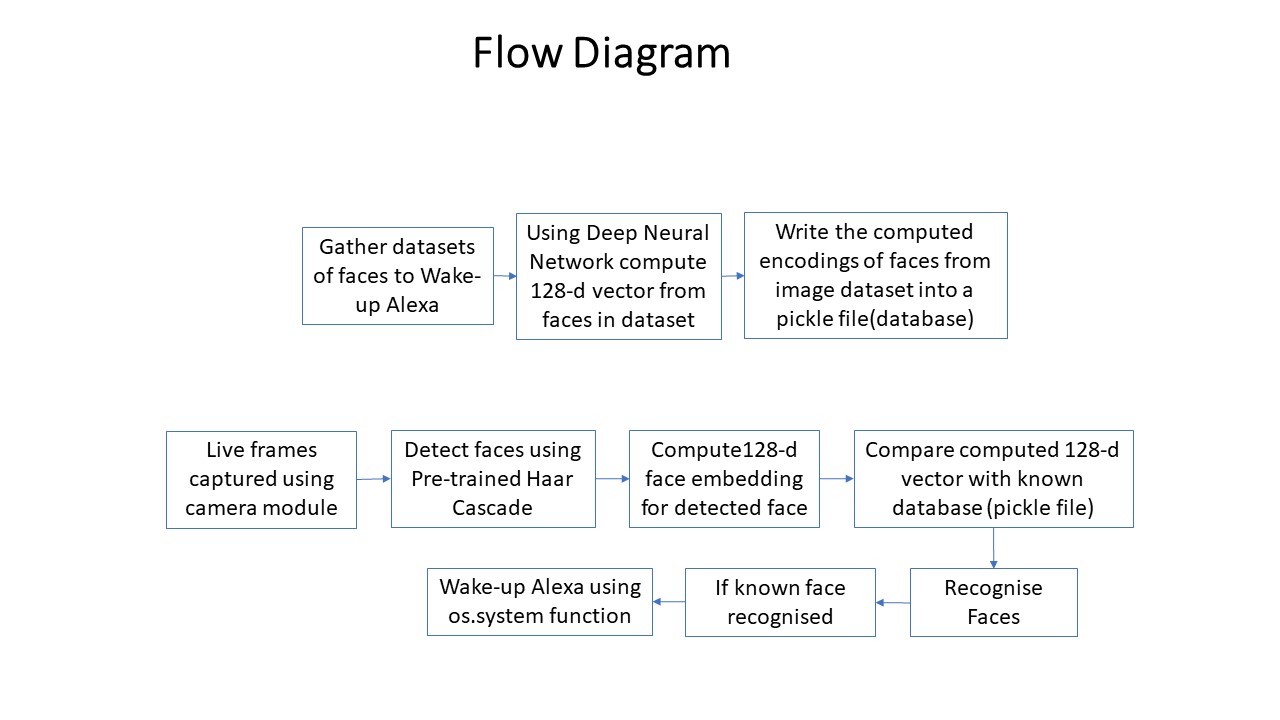 Flow Diagram
Gather datasets
of faces to Wake-
up Alexa
Using Deep Neural
Network compute
128-d vector from
faces in dataset
Write the computed
encodings of faces from
image dataset into a
pickle file(database)
Live frames
captured using
camera module
Detect faces using
Pre-trained Haar
Cascade
Compute128-d
face embedding
for detected face
Compare computed 128-d
vector with known
database (pickle file)
Recognise
Faces
If known face
recognised
Wake-up Alexa using
os.system function